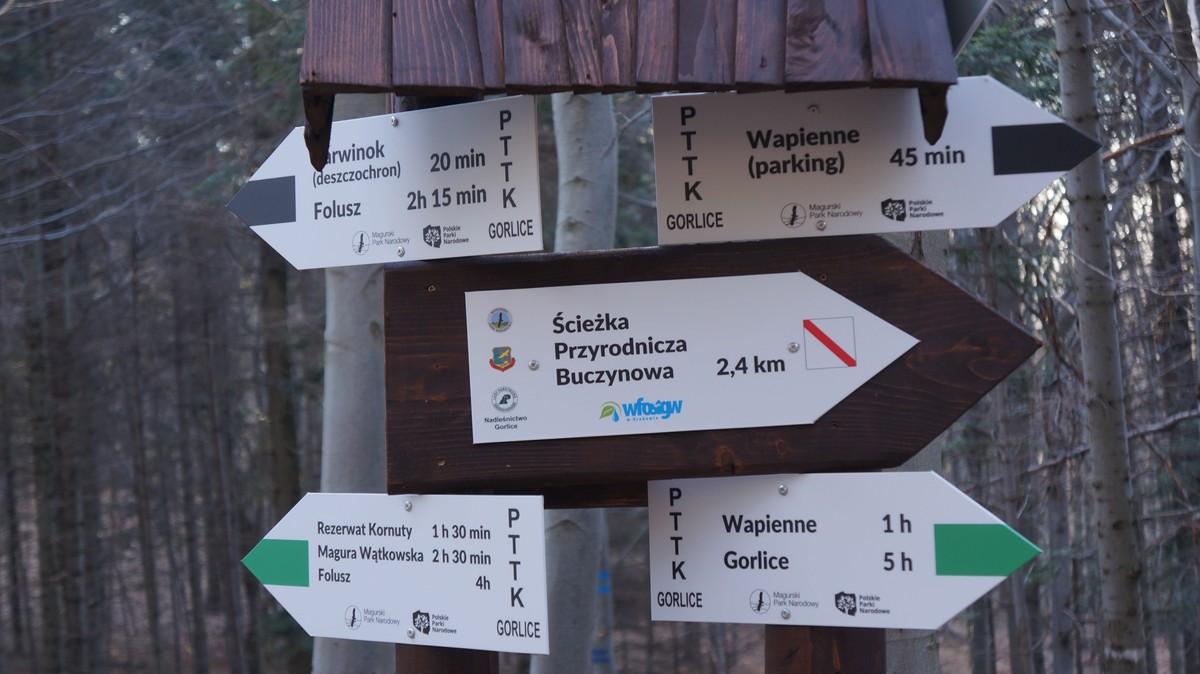 arwinok 20 min
(deszczochron)
Folusz 2h 15 min
PTTK
GORLICE
Magurski
Park Narodowy
Polskie
Parki
Narodowe
PTTK
GORLICE
Wapienne
(parking) 45 min
Magurski
Park Narodowy
Polskie
Parki
Narodowe
Ścieżka
Przyrodnicza
Buczynowa 2,4 km
Nadleśnictwo
Gorlice
wfośigw
w Krakowie
Rezerwat Kornuty 1 h 30 min
Magura Wątkowska 2 h 30 min
Folusz 4h
PTTK
GORLICE
Magurski
Park Narodowy
Polskie
Parki
Narodowe
PTTK
GORLICE
Wapienne 1 h
Gorlice 5 h
Magurski
Park Narodowy
Polskie
Parki
Narodowe